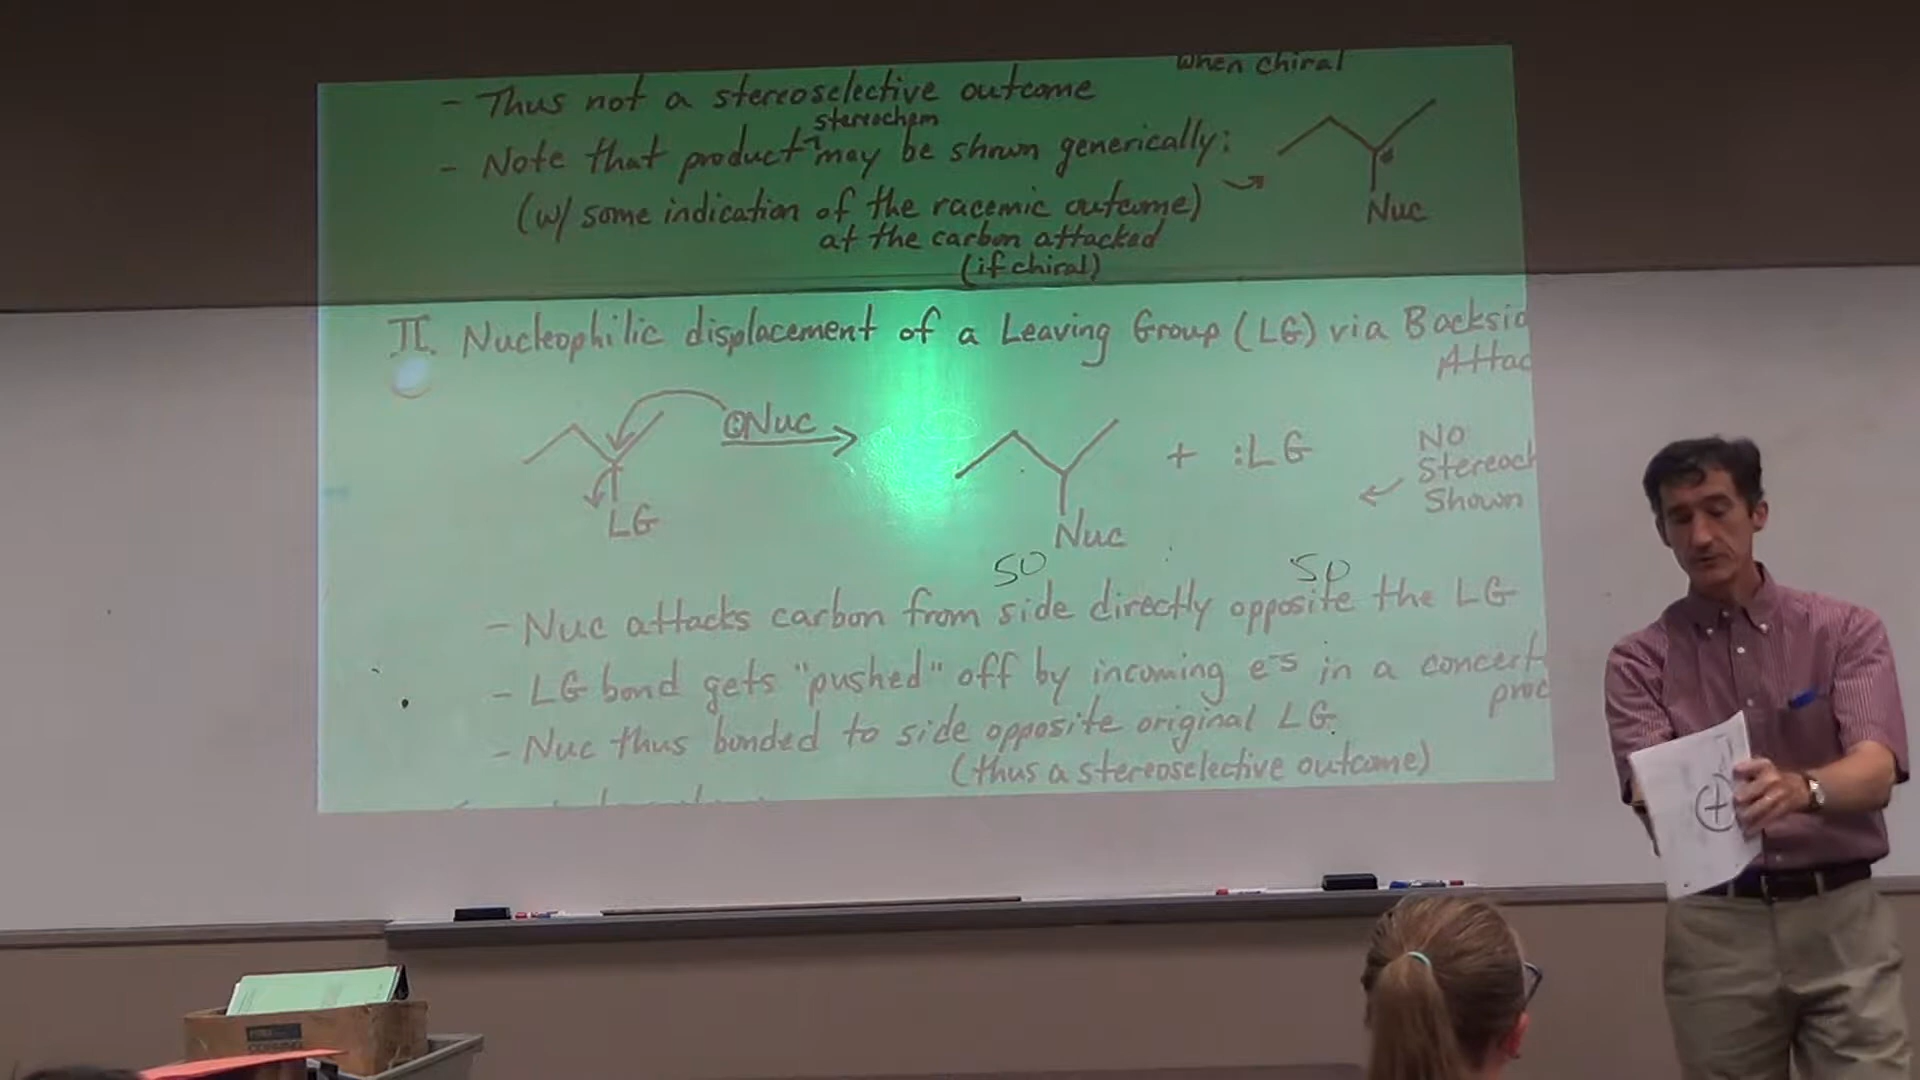 when chiral
- Thus not a stereoselective outcome
stereochem
- Note that product may be shown generically:
(w/ some indication of the racemic outcome)
Nuc
at the carbon attacked
(if chiral)
II. Nucleophilic displacement of a Leaving Group (LG) via Backsid
Attac
Nuc
+ :LG
No
Stereoch
Shown
LG
Nuc
50 50
- Nuc attacks carbon from side directly opposite the LG
- LG bond gets "pushed" off by incoming e-s in a concert
proc
- Nuc thus bonded to side opposite original LG.
(thus a stereoselective outcome)
+